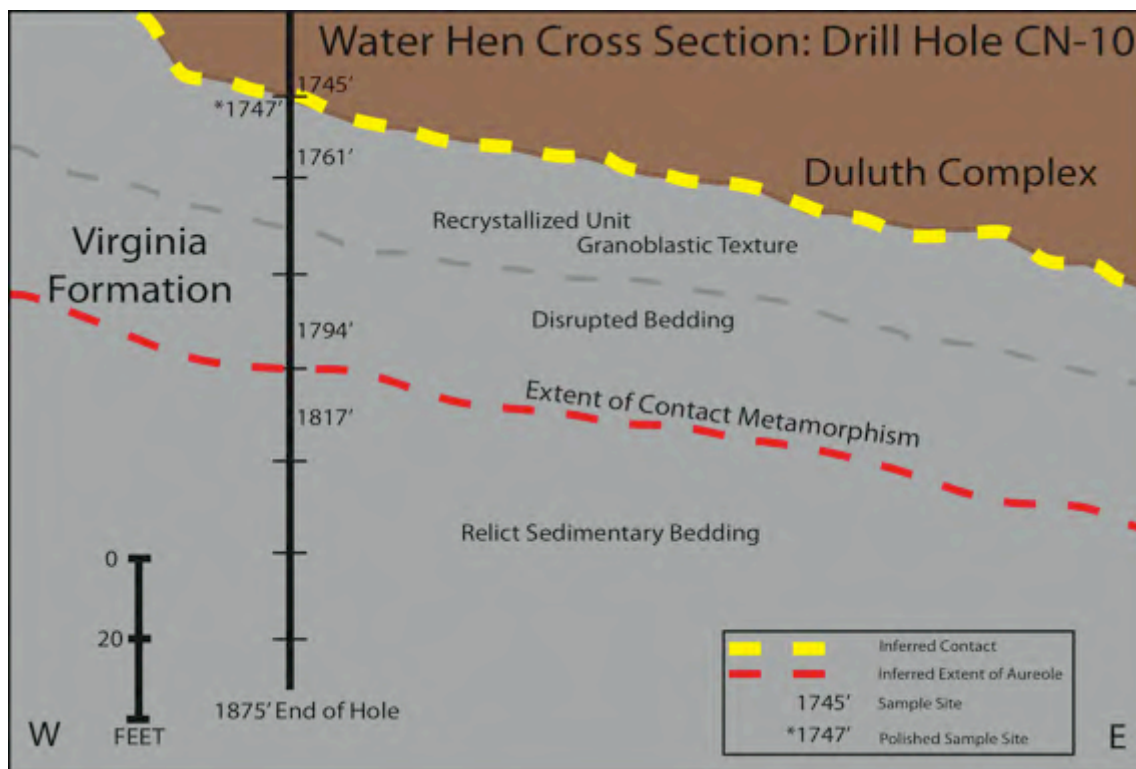 Water Hen Cross Section: Drill Hole CN-10
1745’
*1747’
1761’
Duluth Complex
Recrystallized Unit
Granoblastic Texture
Virginia
Formation
Disrupted Bedding
1794’
Extent of Contact Metamorphism
1817’
Relict Sedimentary Bedding
0
20
FEET
W
1875’ End of Hole
Inferred Contact
Inferred Extent of Aureole
1745’ Sample Site
*1747’ Polished Sample Site
E